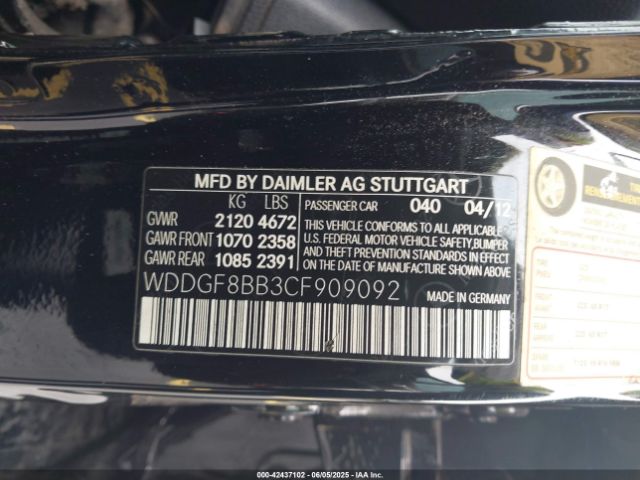 MFD BY DAIMLER AG STUTTGART
KG LBS
GWR 2120 4672
GAWR FRONT 1070 2358
GAWR REAR 1085 2391
PASSENGER CAR 040 04/12
THIS VEHICLE CONFORMS TO ALL APPLICABLE
U.S. FEDERAL MOTOR VEHICLE SAFETY, BUMPER
AND THEFT PREVENTION STANDARDS IN EFFECT
ON THE DATE OF MANUFACTURE SHOWN ABOVE.
WDDGF8BB3CF909092
MADE IN GERMANY
000-42437102 - 06/05/2025 - IAA, Inc.